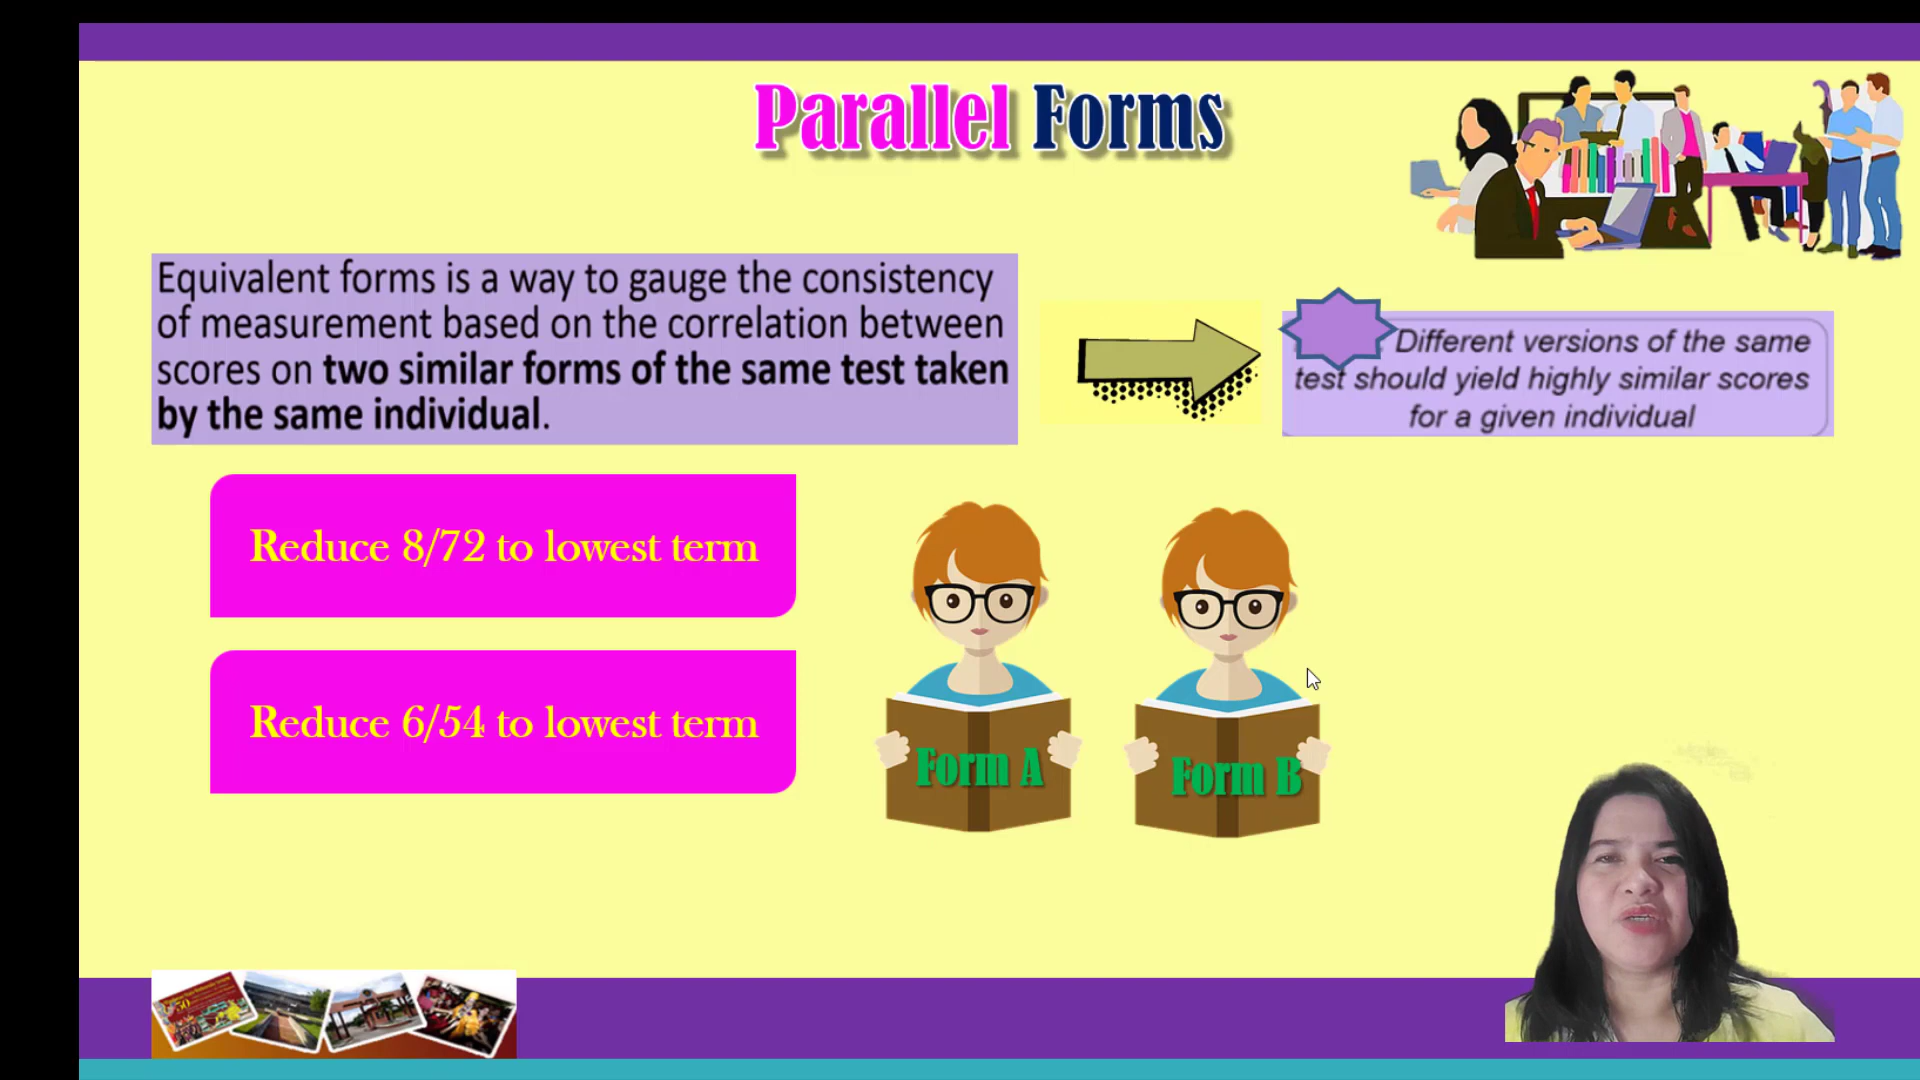 Parallel Forms
Equivalent forms is a way to gauge the consistency
of measurement based on the correlation between
scores on two similar forms of the same test taken
by the same individual.
Different versions of the same
test should yield highly similar scores
for a given individual
Reduce 8/72 to lowest term
Reduce 6/54 to lowest term
Form A
Form B